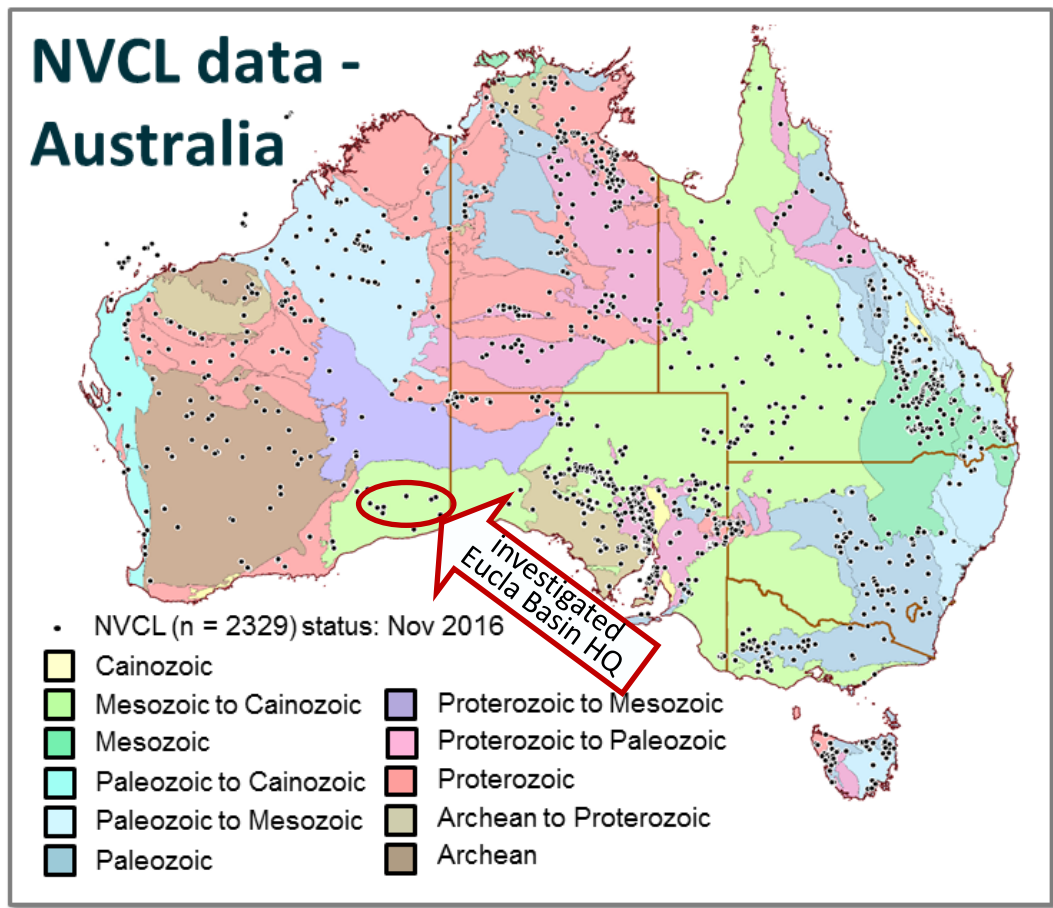 NVCL data -
Australia
investigated
Eucla Basin HQ
NVCL (n = 2329) status: Nov 2016
Cainozoic
Mesozoic to Cainozoic
Mesozoic
Paleozoic to Cainozoic
Paleozoic to Mesozoic
Paleozoic
Proterozoic to Mesozoic
Proterozoic to Paleozoic
Proterozoic
Archean to Proterozoic
Archean